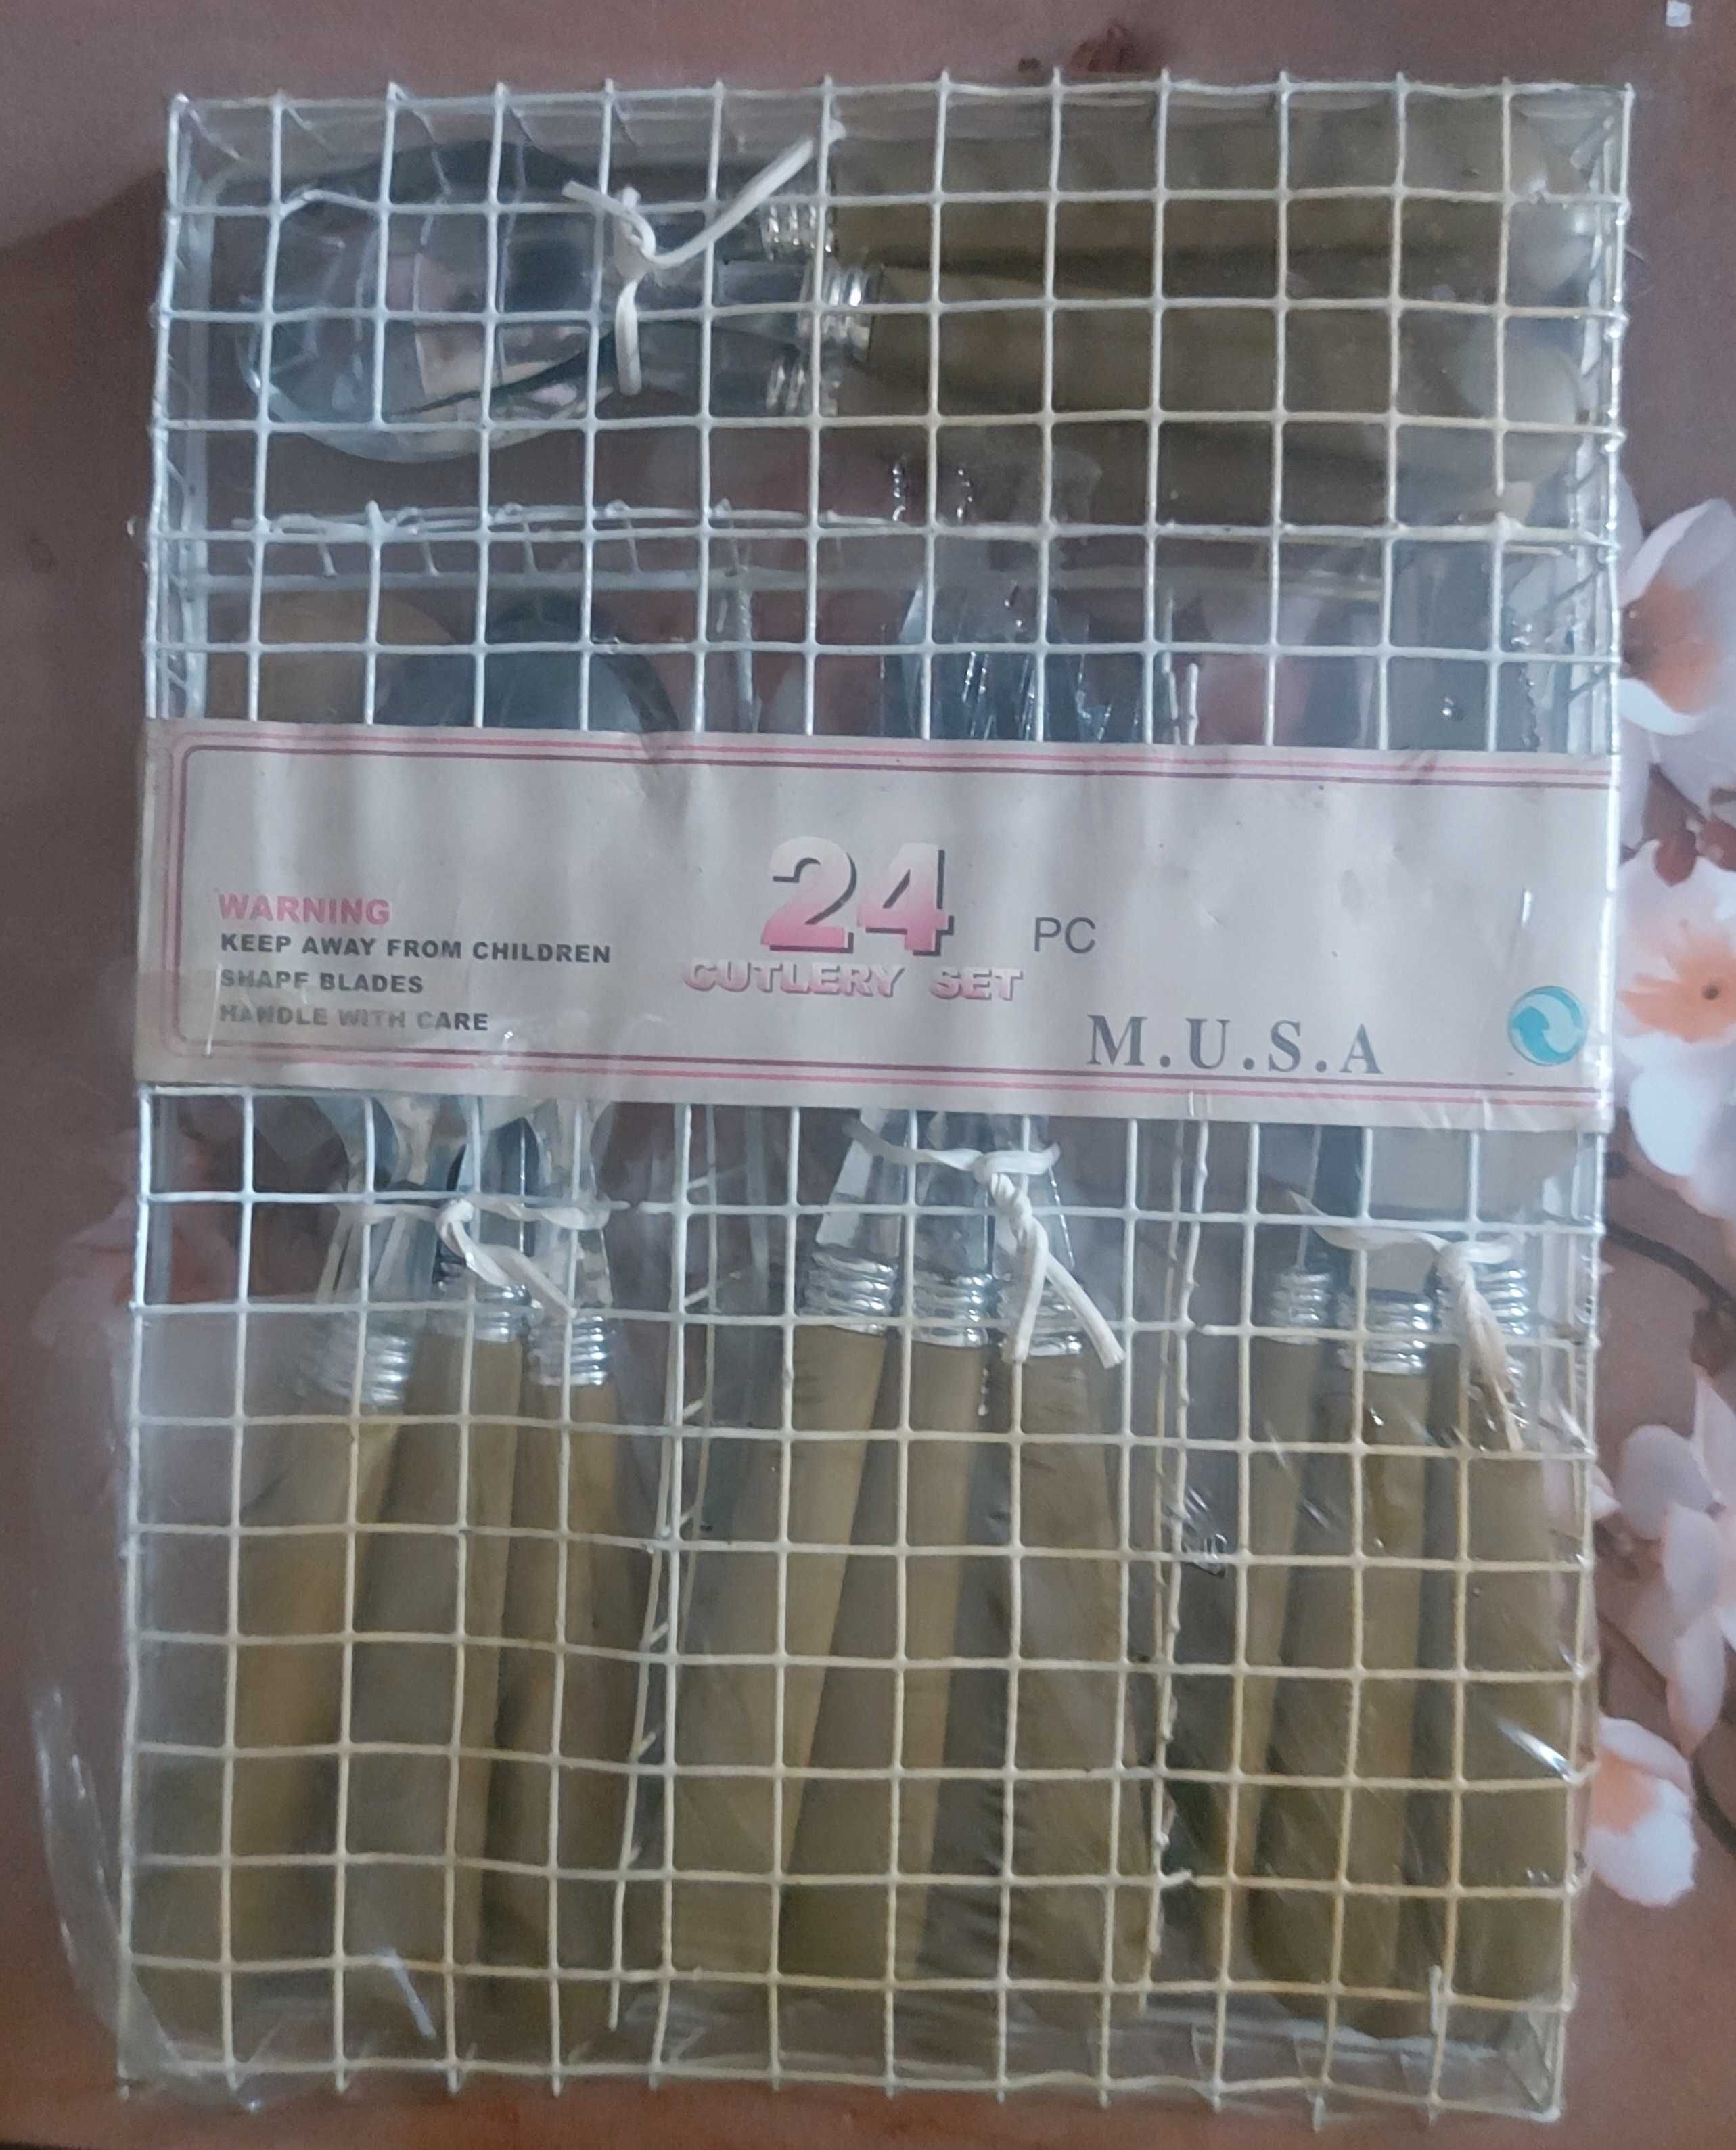 WARNING
KEEP AWAY FROM CHILDREN
SHAPF BLADES
HANDLE WITH CARE
24 PC
CUTLERY SET
M.U.S.A